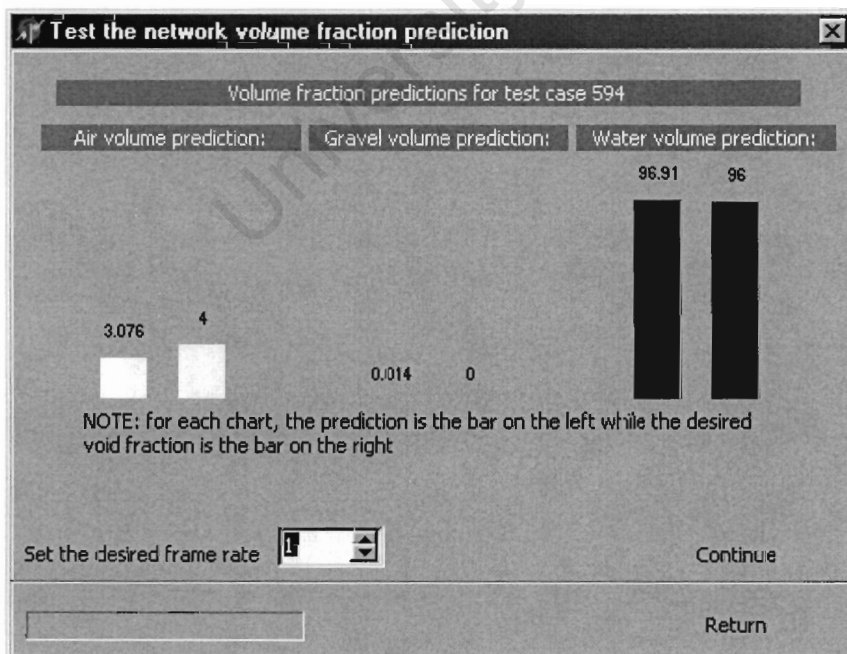 Test the network volume fraction prediction
Volume fraction predictions for test case 594
Air volume prediction:
Gravel volume prediction:
Water volume prediction:
3.076
4
0.014
0
96.91
96
NOTE: for each chart, the prediction is the bar on the left while the desired
void fraction is the bar on the right
Set the desired frame rate
1
Continue
Return
University